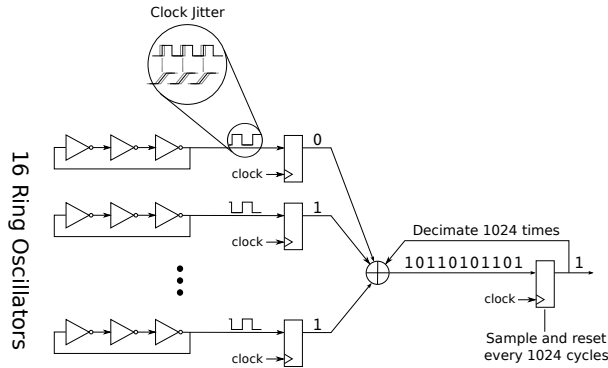 Clock Jitter
16 Ring Oscillators
0
clock
1
clock
1
clock
Decimate 1024 times
10110101101
1
clock
Sample and reset
every 1024 cycles